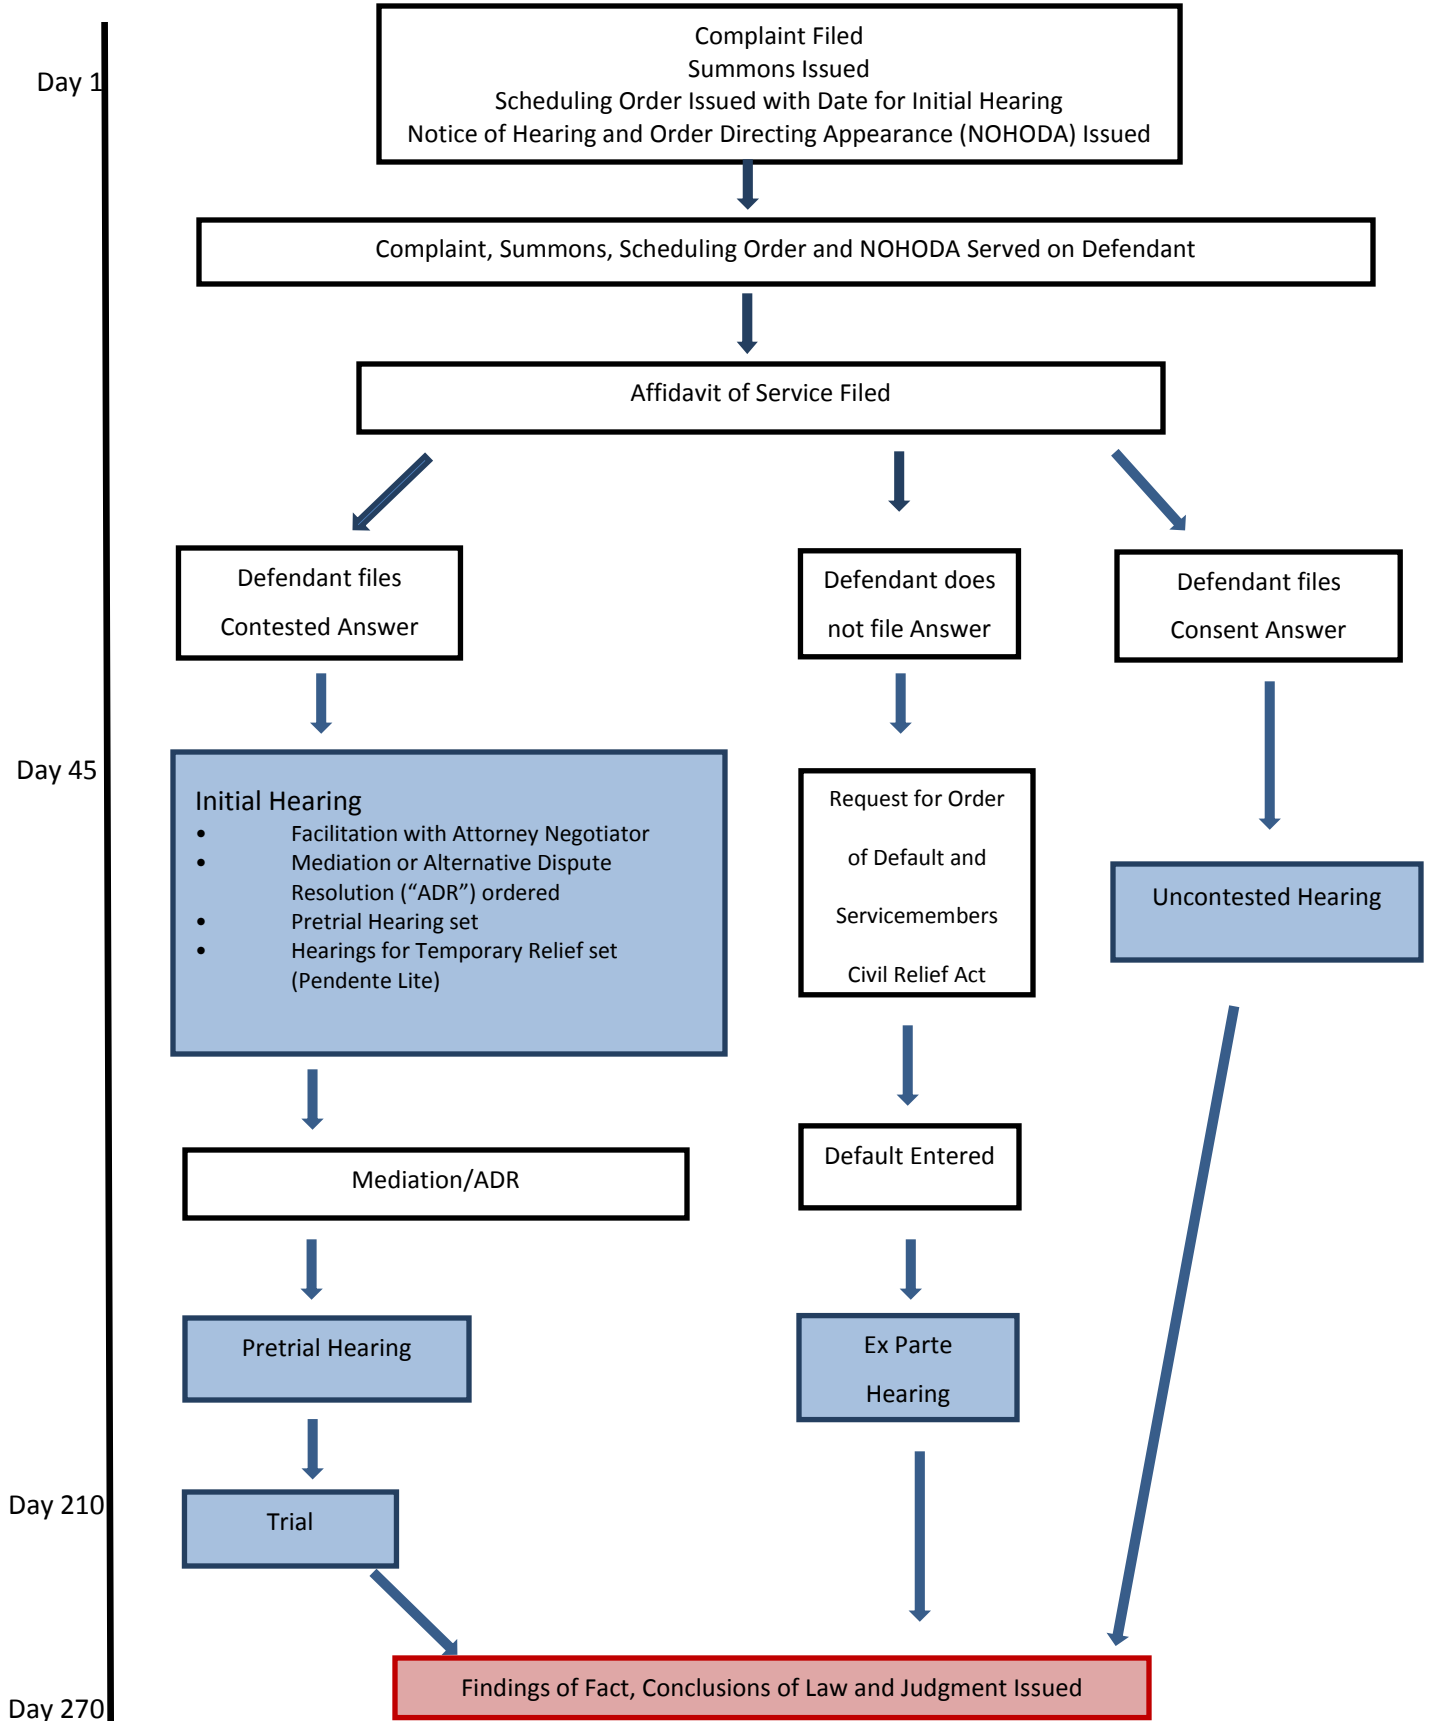 Day 1
Complaint Filed
Summons Issued
Scheduling Order Issued with Date for Initial Hearing
Notice of Hearing and Order Directing Appearance (NOHODA) Issued
Complaint, Summons, Scheduling Order and NOHODA Served on Defendant
Affidavit of Service Filed
Defendant files
Contested Answer
Defendant does
not file Answer
Defendant files
Consent Answer
Day 45
Initial Hearing
• Facilitation with Attorney Negotiator
• Mediation or Alternative Dispute
Resolution (“ADR”) ordered
• Pretrial Hearing set
• Hearings for Temporary Relief set
(Pendente Lite)
Request for Order
of Default and
Servicemembers
Civil Relief Act
Uncontested Hearing
Mediation/ADR
Default Entered
Pretrial Hearing
Ex Parte
Hearing
Day 210
Trial
Findings of Fact, Conclusions of Law and Judgment Issued
Day 270